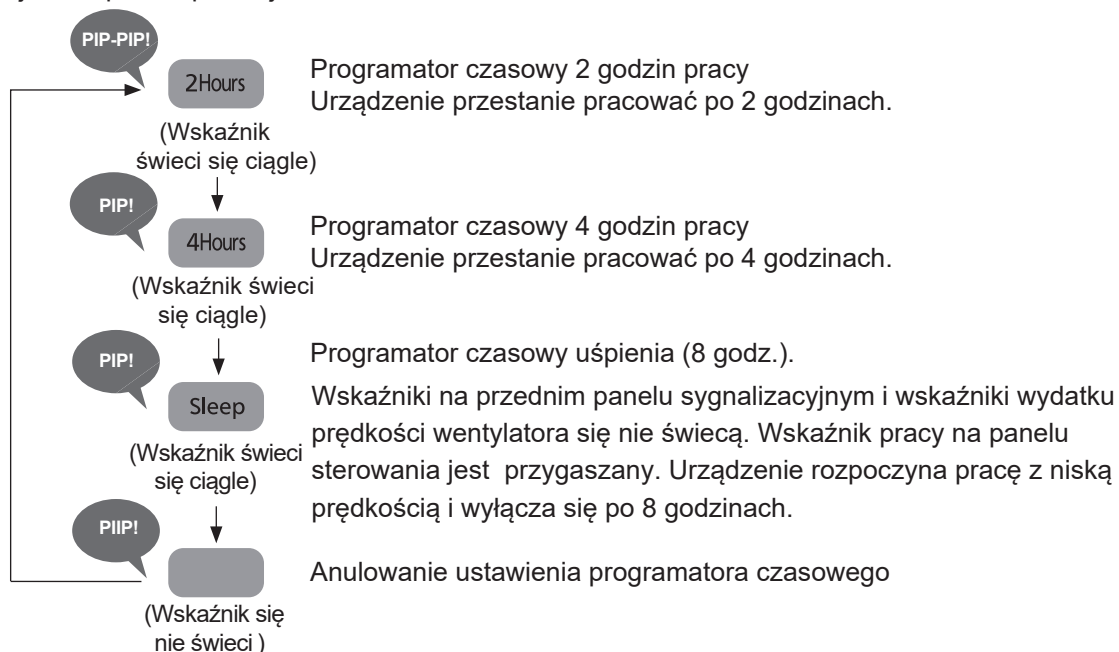 PIP-PIP!
2Hours
Programator czasowy 2 godzin pracy
Urządzenie przestanie pracować po 2 godzinach.
(Wskaźnik
świeci się ciągle)
PIP!
4Hours
Programator czasowy 4 godzin pracy
Urządzenie przestanie pracować po 4 godzinach.
(Wskaźnik świeci
się ciągle)
PIP!
Sleep
Programator czasowy uśpienia (8 godz.).
Wskaźniki na przednim panelu sygnalizacyjnym i wskaźniki wydatku
prędkości wentylatora się nie świecą. Wskaźnik pracy na panelu
sterowania jest przygaszany. Urządzenie rozpoczyna pracę z niską
prędkością i wyłącza się po 8 godzinach.
(Wskaźnik świeci
się ciągle)
PIIP!
Anulowanie ustawienia programatora czasowego
(Wskaźnik się
nie świeci )